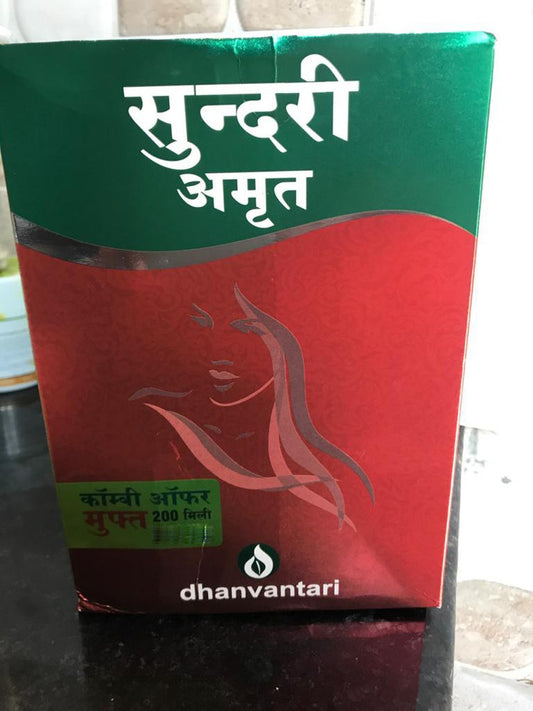 सुन्दरी
अमृत
कॉम्बी ऑफर
मुफ्त 200 मिली
dhanvantari